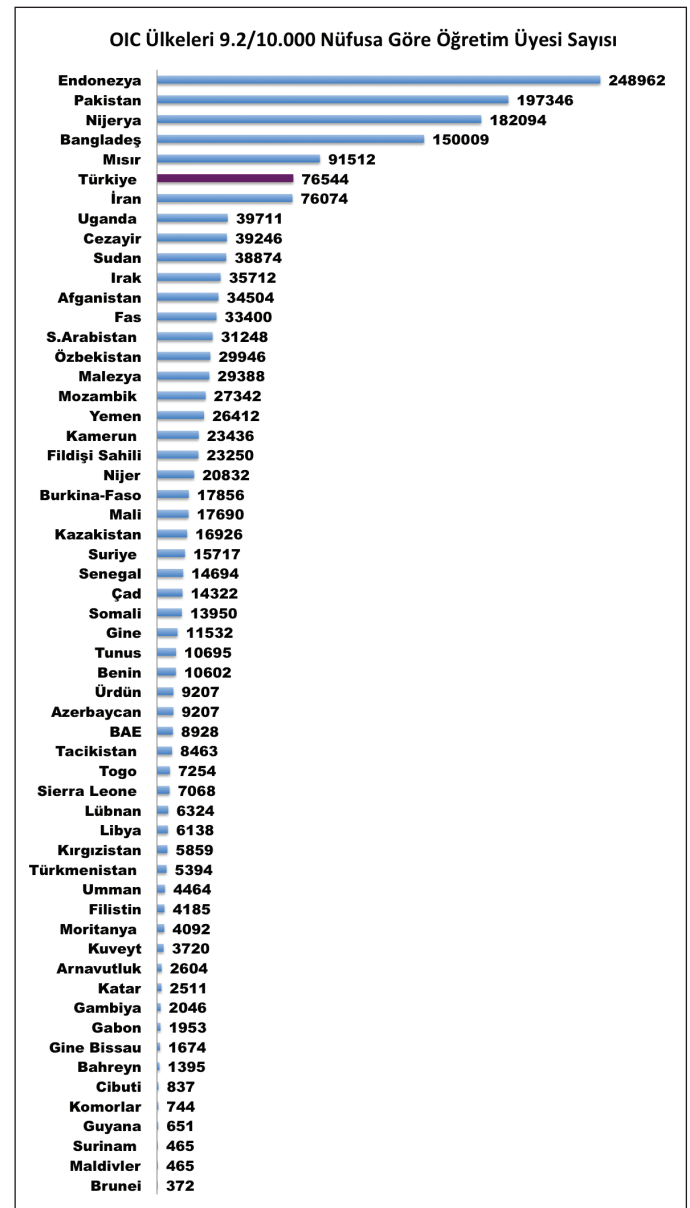 OIC Ülkeleri 9.2/10.000 Nüfusa Göre Öğretim Üyesi Sayısı
Endonezya 248962
Pakistan 197346
Nijerya 182094
Bangladeş 150009
Mısır 91512
Türkiye 76544
İran 76074
Uganda 39711
Cezayir 39246
Sudan 38874
Irak 35712
Afganistan 34504
Fas 33400
S.Arabistan 31248
Özbekistan 29946
Malezya 29388
Mozambik 27342
Yemen 26412
Kamerun 23436
Fildişi Sahili 23250
Nijer 20832
Burkina-Faso 17856
Mali 17690
Kazakistan 16926
Suriye 15717
Senegal 14694
Çad 14322
Somali 13950
Gine 11532
Tunus 10695
Benin 10602
Ürdün 9207
Azerbaycan 9207
BAE 8928
Tacikistan 8463
Togo 7254
Sierra Leone 7068
Lübnan 6324
Libya 6138
Kırgızistan 5859
Türkmenistan 5394
Umman 4464
Filistin 4185
Moritanya 4092
Kuveyt 3720
Arnavutluk 2604
Katar 2511
Gambiya 2046
Gabon 1953
Gine Bissau 1674
Bahreyn 1395
Cibuti 837
Komorlar 744
Guyana 651
Surinam 465
Maldivler 465
Brunei 372